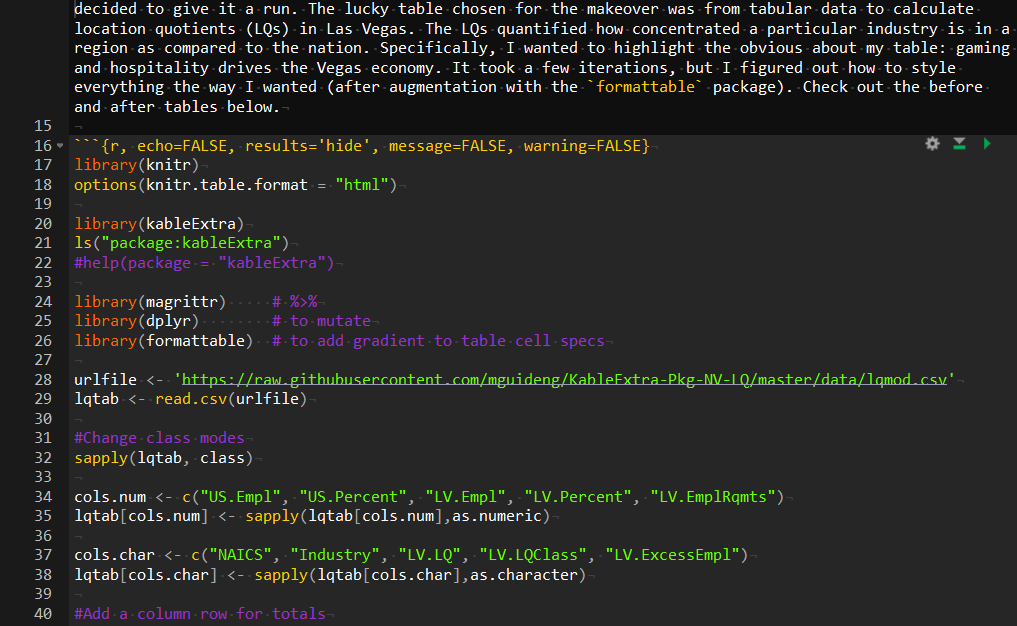 decided to give it a run. The lucky table chosen for the makeover was from tabular data to calculate
location quotients (LQs) in Las Vegas. The LQs quantified how concentrated a particular industry is in a
region as compared to the nation. Specifically, I wanted to highlight the obvious about my table: gaming
and hospitality drives the Vegas economy. It took a few iterations, but I figured out how to style
everything the way I wanted (after augmentation with the `formattable` package). Check out the before
and after tables below.
15
16 ```{r, echo=FALSE, results='hide', message=FALSE, warning=FALSE}
17 library(knitr)
18 options(knitr.table.format = "html")
19
20 library(kableExtra)
21 ls("package:kableExtra")
22 #help(package = "kableExtra")
23
24 library(magrittr)     # %>%
25 library(dplyr)        # to mutate
26 library(formattable)  # to add gradient to table cell specs
27
28 urlfile <- 'https://raw.githubusercontent.com/mguideng/KableExtra-Pkg-NV-LQ/master/data/lqmod.csv'
29 lqtab <- read.csv(urlfile)
30
31 #Change class modes
32 sapply(lqtab, class)
33
34 cols.num <- c("US.Empl", "US.Percent", "LV.Empl", "LV.Percent", "LV.EmplRqmts")
35 lqtab[cols.num] <- sapply(lqtab[cols.num],as.numeric)
36
37 cols.char <- c("NAICS", "Industry", "LV.LQ", "LV.LQClass", "LV.ExcessEmpl")
38 lqtab[cols.char] <- sapply(lqtab[cols.char],as.character)
39
40 #Add a column row for totals